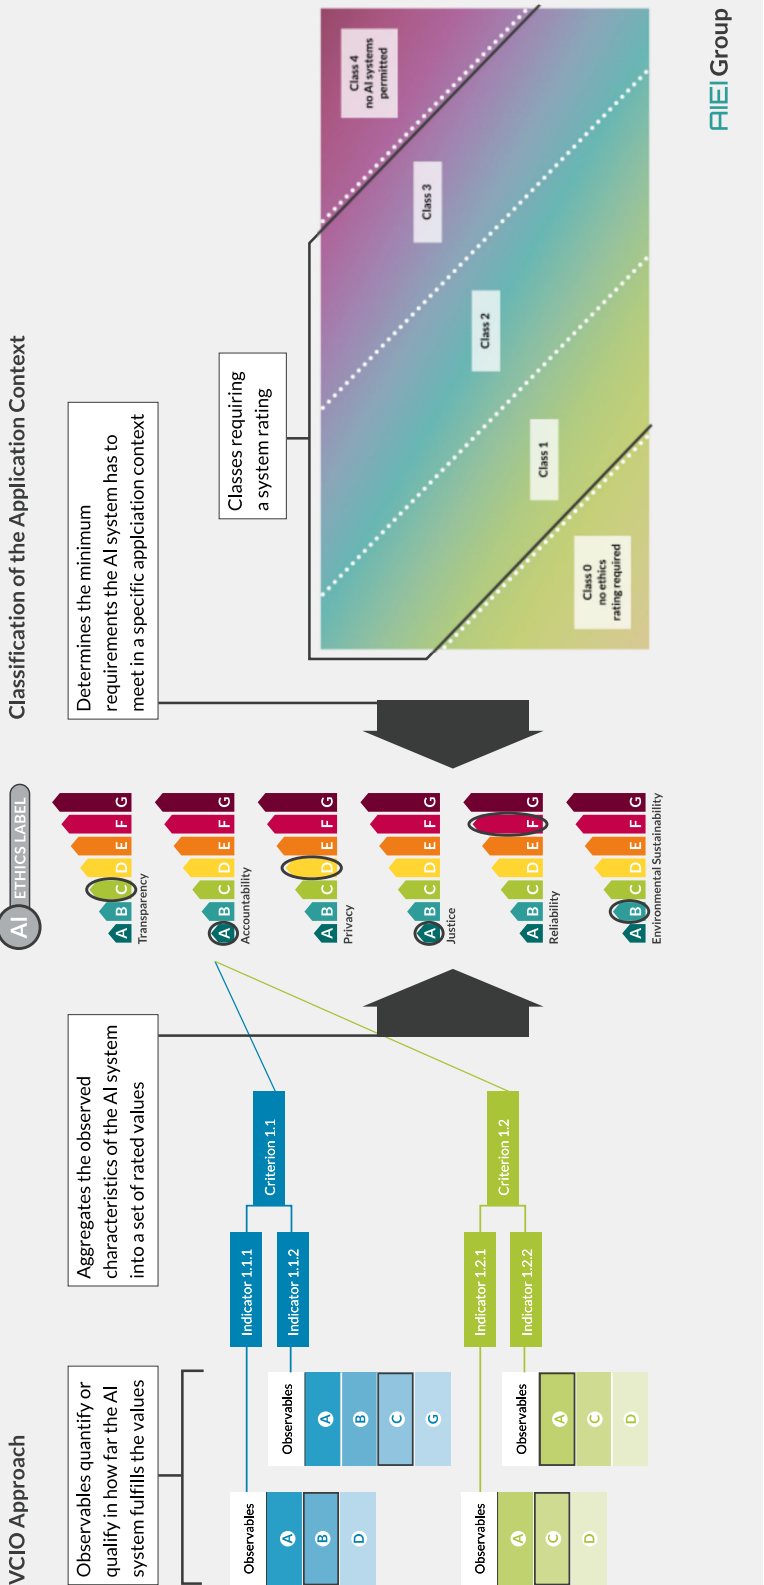 VCIO Approach
Observables quantify or
qualify in how far the AI
system fulfills the values
Observables
A
B
D
Observables
A
B
C
G
Indicator 1.1.1
Indicator 1.1.2
Criterion 1.1
Observables
A
C
D
Observables
A
C
D
Indicator 1.2.1
Indicator 1.2.2
Criterion 1.2
Aggregates the observed
characteristics of the AI system
into a set of rated values
AI ETHICS LABEL
A B C D E F G
Transparency
A B C D E F G
Accountability
A B C D E F G
Privacy
A B C D E F G
Justice
A B C D E F G
Reliability
A B C D E F G
Environmental Sustainability
Classification of the Application Context
Determines the minimum
requirements the AI system has to
meet in a specific applciation context
Classes requiring
a system rating
Class 4
no AI systems
permitted
Class 3
Class 2
Class 1
Class 0
no ethics
rating required
AIEI Group